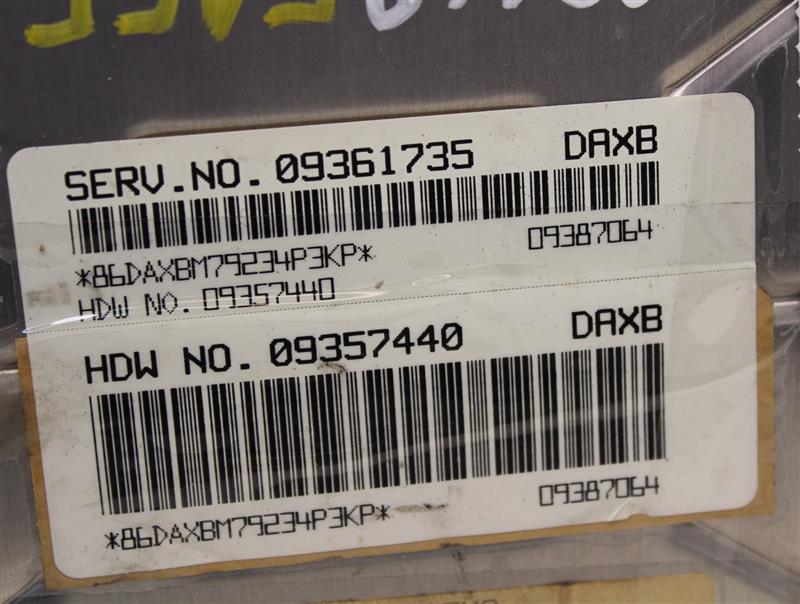 SERV.NO. 09361735 DAXB
*86DAXBM79234P3KP* 09387064
HDW NO. 09357440
HDW NO. 09357440 DAXB
*86DAXBM79234P3KP* 09387064